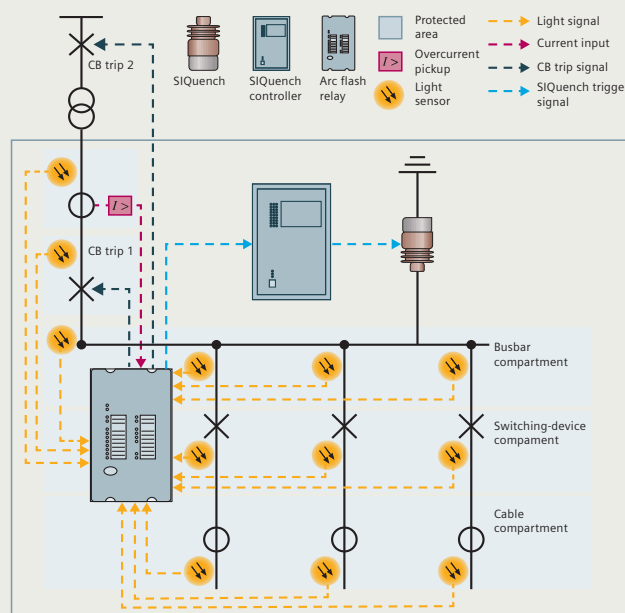 CB trip 2
SIQuench
SIQuench
controller
Arc flash
relay
Protected
area
I >
Overcurrent
pickup
Light
sensor
Light signal
Current input
CB trip signal
SIQuench trigge
signal
I >
CB trip 1
Busbar
compartment
Switching-device
compament
Cable
compartment